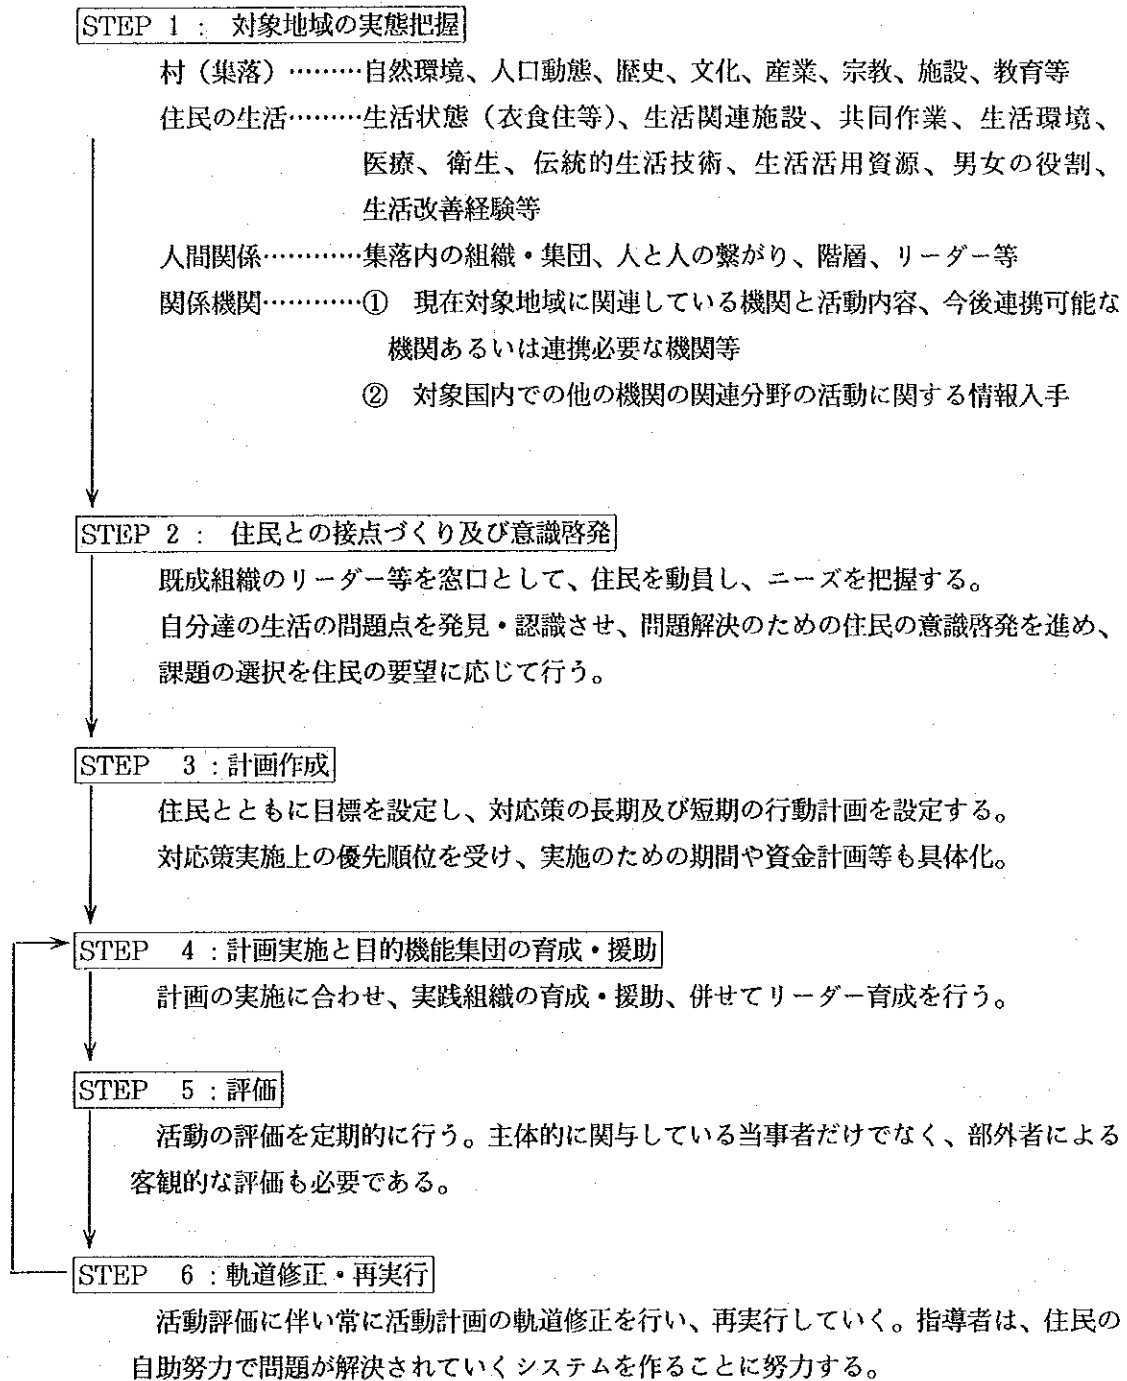 STEP 1 : 対象地域の実態把握
村（集落）………自然環境、人口動態、歴史、文化、産業、宗教、施設、教育等
住民の生活………生活状態（衣食住等）、生活関連施設、共同作業、生活環境、
医療、衛生、伝統的生活技術、生活活用資源、男女の役割、
生活改善経験等
人間関係…………集落内の組織・集団、人と人の繋がり、階層、リーダー等
関係機関…………① 現在対象地域に関連している機関と活動内容、今後連携可能な
機関あるいは連携必要な機関等
② 対象国内での他の機関の関連分野の活動に関する情報入手
STEP 2 : 住民との接点づくり及び意識啓発
既成組織のリーダー等を窓口として、住民を動員し、ニーズを把握する。
自分達の生活の問題点を発見・認識させ、問題解決のための住民の意識啓発を進め、
課題の選択を住民の要望に応じて行う。
STEP 3 : 計画作成
住民とともに目標を設定し、対応策の長期及び短期の行動計画を設定する。
対応策実施上の優先順位を受け、実施のための期間や資金計画等も具体化。
STEP 4 : 計画実施と目的機能集団の育成・援助
計画の実施に合わせ、実践組織の育成・援助、併せてリーダー育成を行う。
STEP 5 : 評価
活動の評価を定期的に行う。主体的に関与している当事者だけでなく、部外者による
客観的な評価も必要である。
STEP 6 : 軌道修正・再実行
活動評価に伴い常に活動計画の軌道修正を行い、再実行していく。指導者は、住民の
自助努力で問題が解決されていくシステムを作ることに努力する。